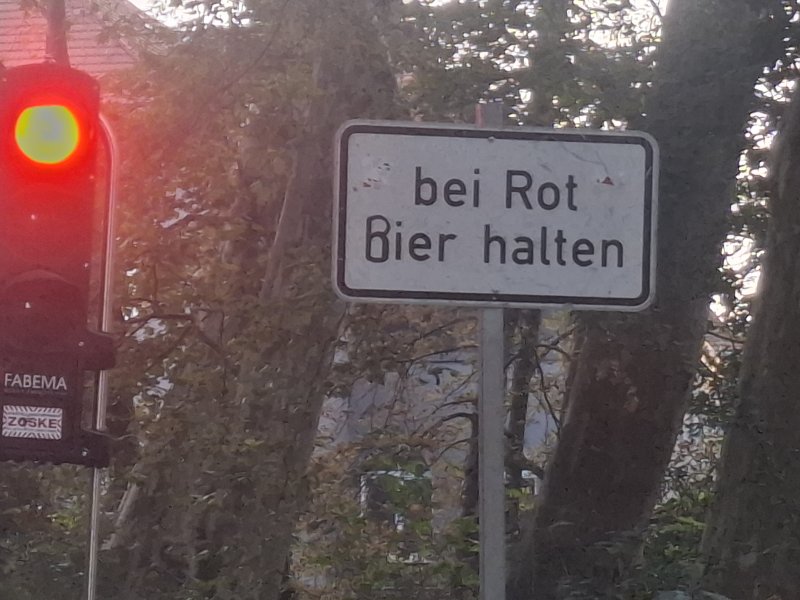 bei Rot
Bier halten
FABEMA
ZOSKE